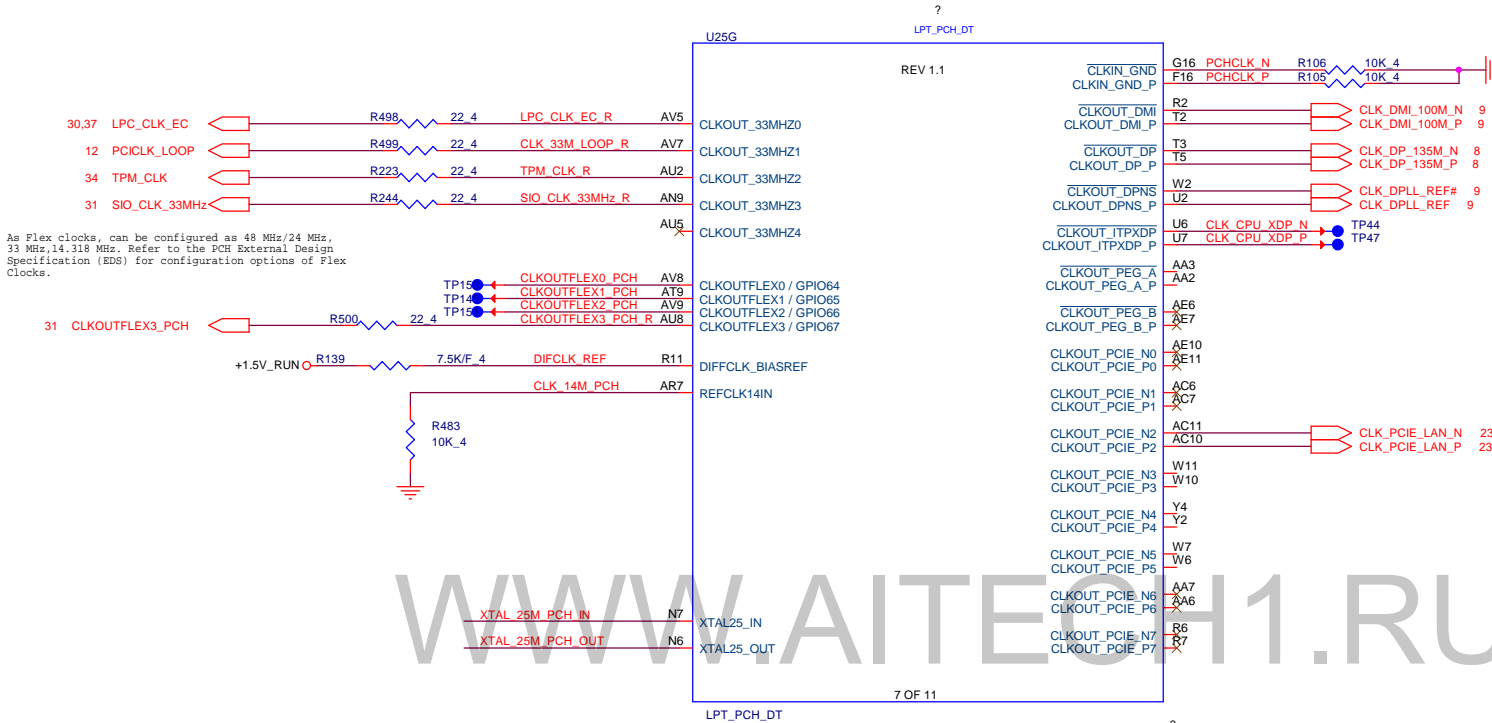 ?
LPT_PCH_DT
U25G
REV 1.1
30,37 LPC_CLK_EC R498 22_4 LPC_CLK_EC_R AV5 CLKOUT_33MHZ0
12 PCICLK_LOOP R499 22_4 CLK_33M_LOOP_R AV7 CLKOUT_33MHZ1
34 TPM_CLK R223 22_4 TPM_CLK_R AU2 CLKOUT_33MHZ2
31 SIO_CLK_33MHz R244 22_4 SIO_CLK_33MHz_R AN9 CLKOUT_33MHZ3
AU5 CLKOUT_33MHZ4
As Flex clocks, can be configured as 48 MHz/24 MHz,
33 MHz,14.318 MHz. Refer to the PCH External Design
Specification (EDS) for configuration options of Flex
Clocks.
TP15 CLKOUTFLEX0_PCH AV8 CLKOUTFLEX0 / GPIO64
TP14 CLKOUTFLEX1_PCH AT9 CLKOUTFLEX1 / GPIO65
CLKOUTFLEX2_PCH AV9 CLKOUTFLEX2 / GPIO66
31 CLKOUTFLEX3_PCH R500 22_4 CLKOUTFLEX3_PCH_R AU8 CLKOUTFLEX3 / GPIO67
+1.5V_RUN R139 7.5K/F_4 DIFCLK_REF R11 DIFFCLK_BIASREF
CLK_14M_PCH AR7 REFCLK14IN
R483
10K_4
XTAL_25M_PCH_IN N7 XTAL25_IN
XTAL_25M_PCH_OUT N6 XTAL25_OUT
CLKIN_GND G16 PCHCLK_N R106 10K_4
CLKIN_GND_P F16 PCHCLK_P R105 10K_4
CLKOUT_DMI R2 CLK_DMI_100M_N 9
CLKOUT_DMI_P T2 CLK_DMI_100M_P 9
CLKOUT_DP T3 CLK_DP_135M_N 8
CLKOUT_DP_P T5 CLK_DP_135M_P 8
CLKOUT_DPNS W2 CLK_DPLL_REF# 9
CLKOUT_DPNS_P U2 CLK_DPLL_REF 9
CLKOUT_ITPXDP U6 CLK_CPU_XDP_N TP44
CLKOUT_ITPXDP_P U7 CLK_CPU_XDP_P TP47
CLKOUT_PEG_A AA3
CLKOUT_PEG_A_P AA2
CLKOUT_PEG_B AE6
CLKOUT_PEG_B_P AE7
CLKOUT_PCIE_N0 AE10
CLKOUT_PCIE_P0 AE11
CLKOUT_PCIE_N1 AC6
CLKOUT_PCIE_P1 AC7
CLKOUT_PCIE_N2 AC11 CLK_PCIE_LAN_N 23
CLKOUT_PCIE_P2 AC10 CLK_PCIE_LAN_P 23
CLKOUT_PCIE_N3 W11
CLKOUT_PCIE_P3 W10
CLKOUT_PCIE_N4 Y4
CLKOUT_PCIE_P4 Y2
CLKOUT_PCIE_N5 W7
CLKOUT_PCIE_P5 W6
CLKOUT_PCIE_N6 AA7
CLKOUT_PCIE_P6 AA6
CLKOUT_PCIE_N7 R6
CLKOUT_PCIE_P7 R7
WWW.AITECH1.RU
7 OF 11
LPT_PCH_DT